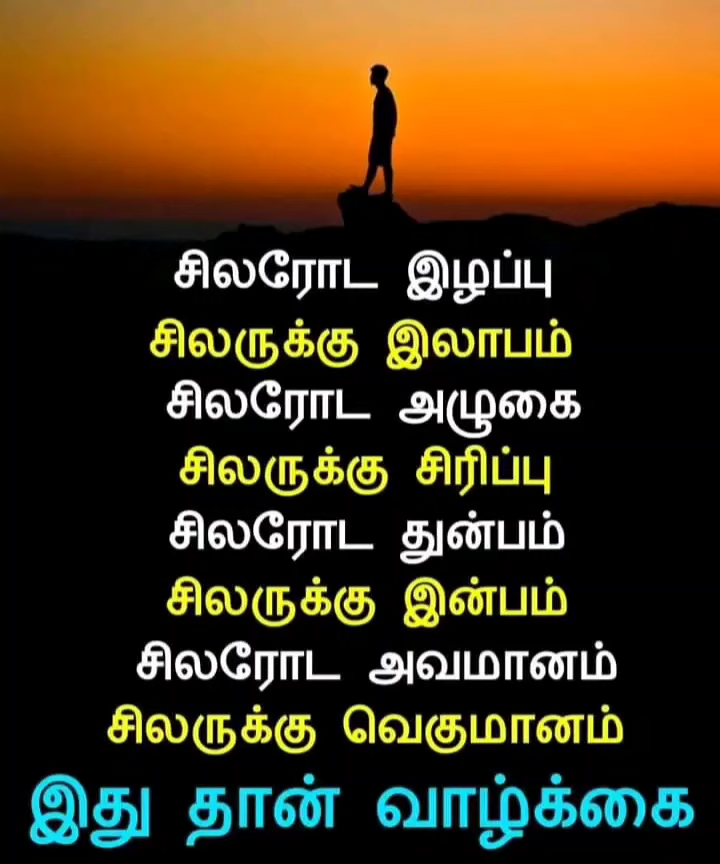 சிலரோட இழப்பு
சிலருக்கு இலாபம்
சிலரோட அழுகை
சிலருக்கு சிரிப்பு
சிலரோட துன்பம்
சிலருக்கு இன்பம்
சிலரோட அவமானம்
சிலருக்கு வெகுமானம்
இது தான் வாழ்க்கை